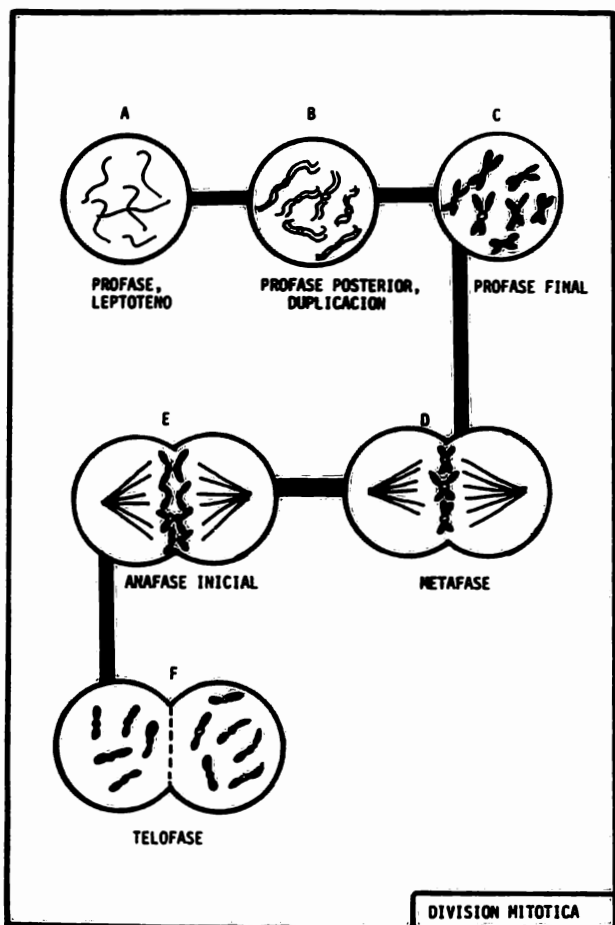 A
B
C
PROFASE,
LEPTOTENO
PROFASE POSTERIOR,
DUPLICACION
PROFASE FINAL
E
D
ANAFASE INICIAL
METAFASE
F
TELOFASE
DIVISION MITOTICA